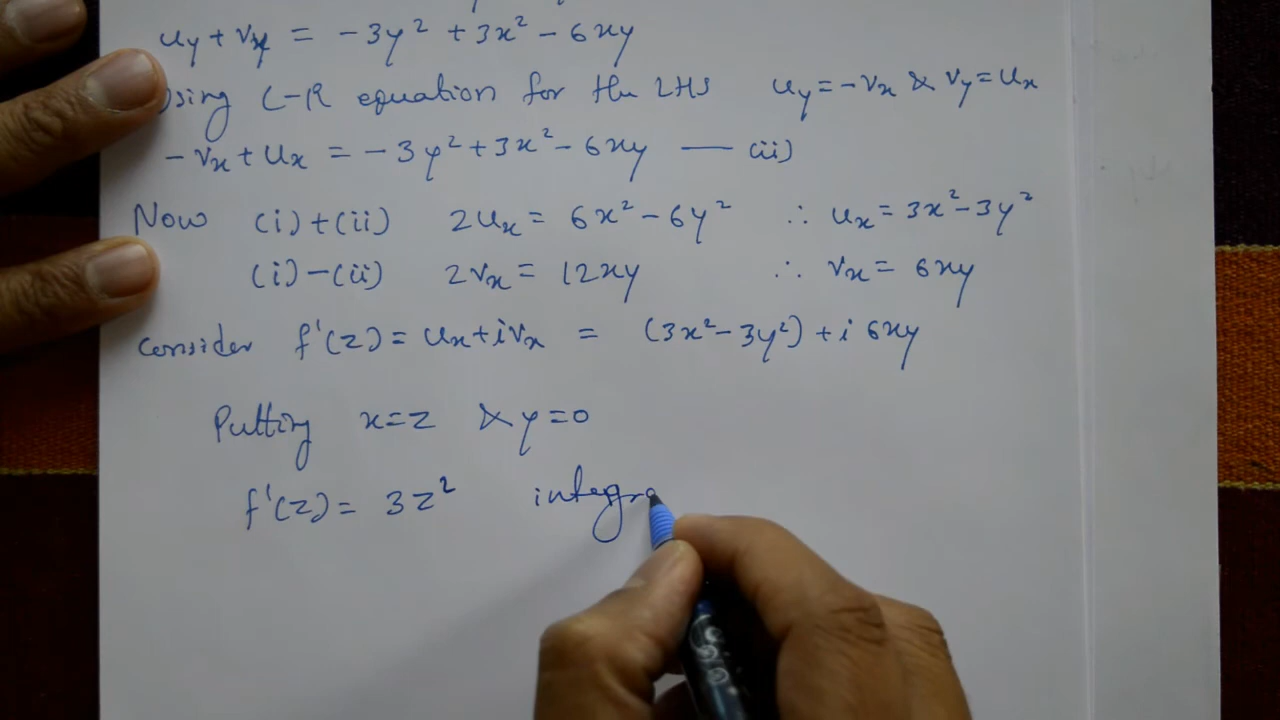 uy + vy = -3y² + 3x² - 6xy
Using C-R equation for the LHS uy = -vx & vy = ux
-vx + ux = -3y² + 3x² - 6xy — (ii)
Now (i)+(ii) 2ux = 6x² - 6y² ∴ ux = 3x² - 3y²
(i)-(ii) 2vx = 12xy ∴ vx = 6xy
Consider f'(z) = ux + ivx = (3x² - 3y²) + i 6xy
Putting x=z & y=0
f'(z) = 3z² integra